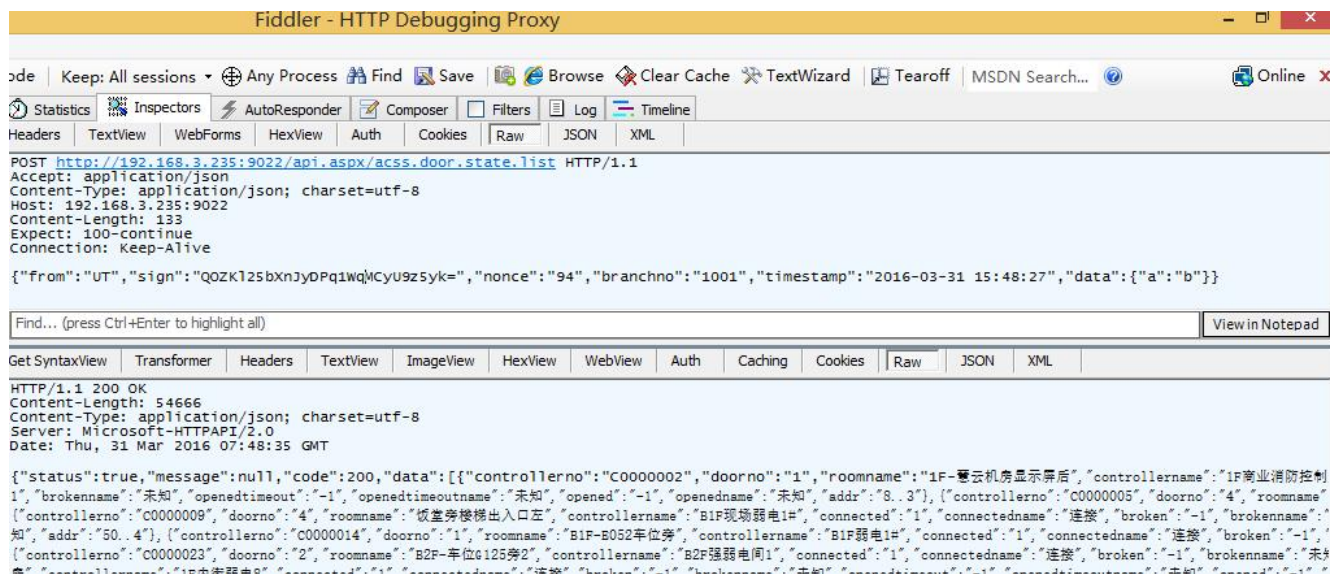 Fiddler - HTTP Debugging Proxy
Keep: All sessions Any Process Find Save Browse Clear Cache TextWizard Tearoff MSDN Search... Online X
Statistics Inspectors AutoResponder Composer Filters Log Timeline
Headers TextView WebForms HexView Auth Cookies Raw JSON XML
POST http://192.168.3.235:9022/api.aspx/acss.door.state.list HTTP/1.1
Accept: application/json
Content-Type: application/json; charset=utf-8
Host: 192.168.3.235:9022
Content-Length: 133
Expect: 100-continue
Connection: Keep-Alive
{"from":"UT","sign":"QOZKl25bXnJyDPq1WqMCyU9z5yk=","nonce":"94","branchno":"1001","timestamp":"2016-03-31 15:48:27","data":{"a":"b"}}
Find... (press Ctrl+Enter to highlight all) View in Notepad
Get SyntaxView Transformer Headers TextView ImageView HexView WebView Auth Caching Cookies Raw JSON XML
HTTP/1.1 200 OK
Content-Length: 54666
Content-Type: application/json; charset=utf-8
Server: Microsoft-HTTPAPI/2.0
Date: Thu, 31 Mar 2016 07:48:35 GMT
{"status":true,"message":null,"code":200,"data":[{"controllerno":"C0000002","doorno":"1","roomname":"1F-慧云机房显示屏后","controllername":"1F商业消防控制
1","brokenname":"未知","openedtimeout":"-1","openedtimeoutname":"未知","opened":"-1","openedname":"未知","addr":"8..3"},{"controllerno":"C0000005","doorno":"4","roomname"
{"controllerno":"C0000009","doorno":"4","roomname":"饭堂旁楼梯出入口左","controllername":"B1F现场弱电1#","connected":"1","connectedname":"连接","broken":"-1","brokenname":"
知","addr":"50..4"},{"controllerno":"C0000014","doorno":"1","roomname":"B1F-B052车位旁","controllername":"B1F弱电1#","connected":"1","connectedname":"连接","broken":"-1",
{"controllerno":"C0000023","doorno":"2","roomname":"B2F-车位G125旁2","controllername":"B2F强弱电间1","connected":"1","connectedname":"连接","broken":"-1","brokenname":"未